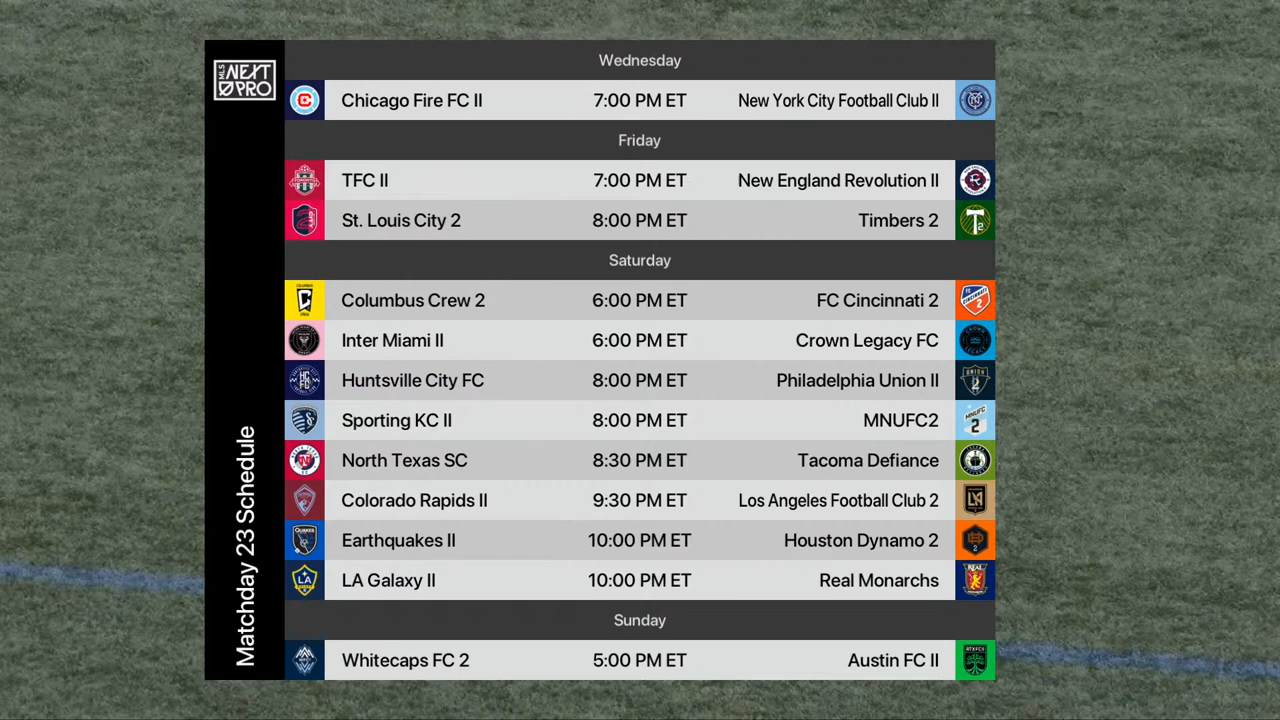 MLS
NEXT
PRO
Matchday 23 Schedule
Wednesday
Chicago Fire FC II 7:00 PM ET New York City Football Club II
Friday
TFC II 7:00 PM ET New England Revolution II
St. Louis City 2 8:00 PM ET Timbers 2
Saturday
Columbus Crew 2 6:00 PM ET FC Cincinnati 2
Inter Miami II 6:00 PM ET Crown Legacy FC
Huntsville City FC 8:00 PM ET Philadelphia Union II
Sporting KC II 8:00 PM ET MNUFC2
North Texas SC 8:30 PM ET Tacoma Defiance
Colorado Rapids II 9:30 PM ET Los Angeles Football Club 2
Earthquakes II 10:00 PM ET Houston Dynamo 2
LA Galaxy II 10:00 PM ET Real Monarchs
Sunday
Whitecaps FC 2 5:00 PM ET Austin FC II